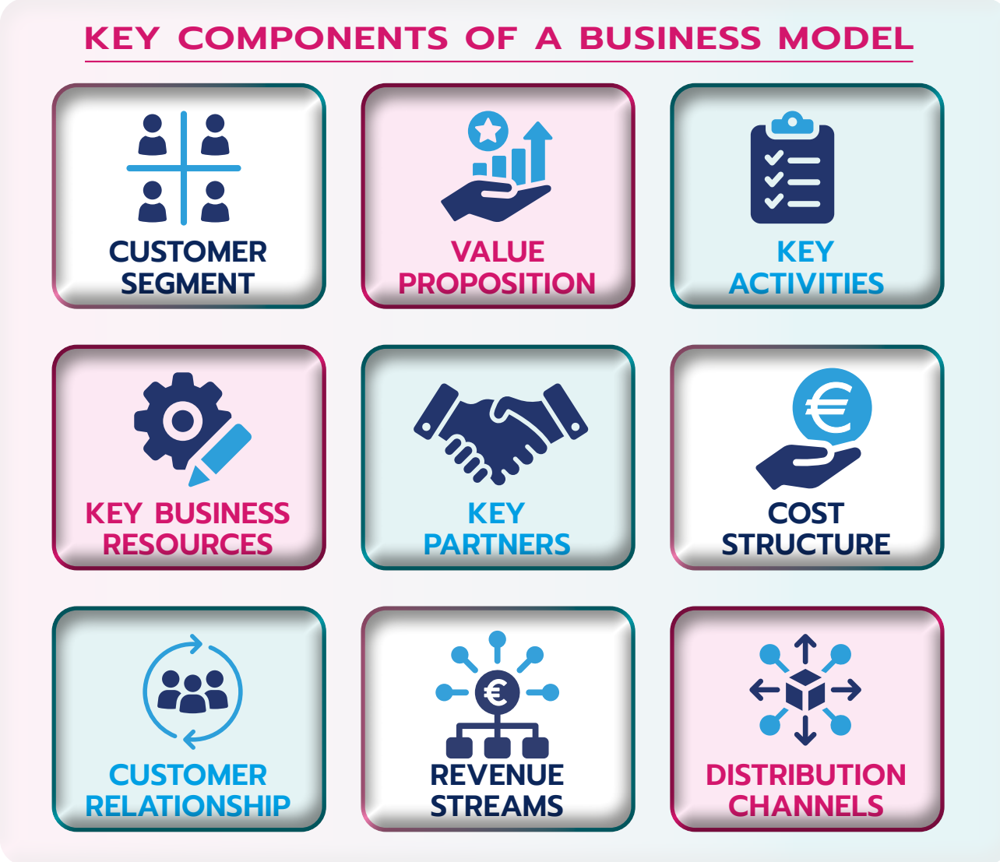 KEY COMPONENTS OF A BUSINESS MODEL
CUSTOMER
SEGMENT
VALUE
PROPOSITION
KEY
ACTIVITIES
KEY BUSINESS
RESOURCES
KEY
PARTNERS
€
COST
STRUCTURE
CUSTOMER
RELATIONSHIP
€
REVENUE
STREAMS
DISTRIBUTION
CHANNELS